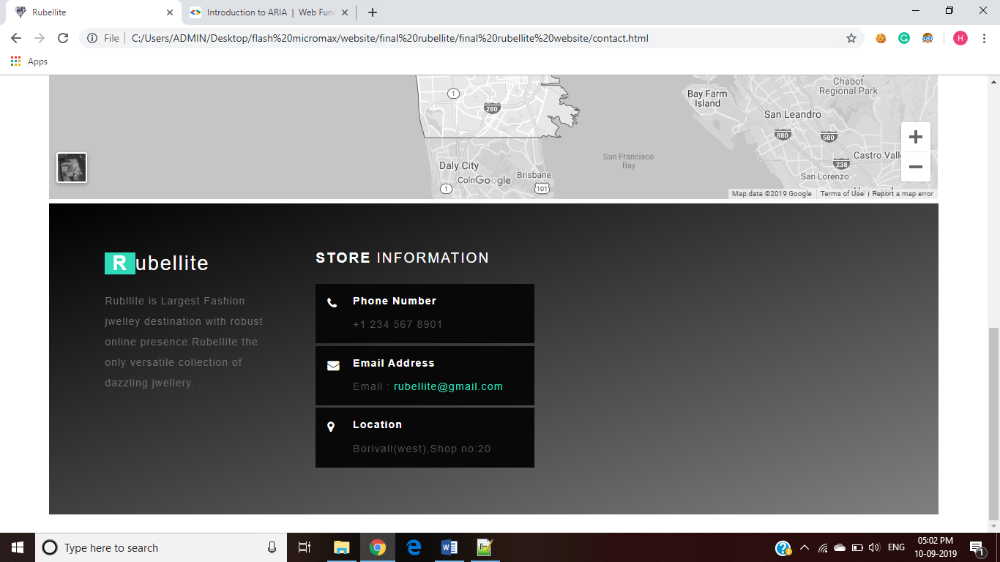 Rubellite
Introduction to ARIA | Web Fun
File
C:/Users/ADMIN/Desktop/flash%20micromax/website/final%20rubellite/final%20rubellite%20website/contact.html
H
Apps
1
280
Daly City
Coin
Google
Brisbane
1
101
San Francisco
Bay
Bay Farm
Island
Chabot
Regional Park
San Leandro
880
580
Castro Valle
238
San Lorenzo
Hayward
Map data ©2019 Google
Terms of Use
Report a map error
Rubellite
Rubllite is Largest Fashion
jwelley destination with robust
online presence.Rubellite the
only versatile collection of
dazzling jwellery.
STORE INFORMATION
Phone Number
+1 234 567 8901
Email Address
Email : rubellite@gmail.com
Location
Borivali(west),Shop no:20
Type here to search
ENG
05:02 PM
10-09-2019
1